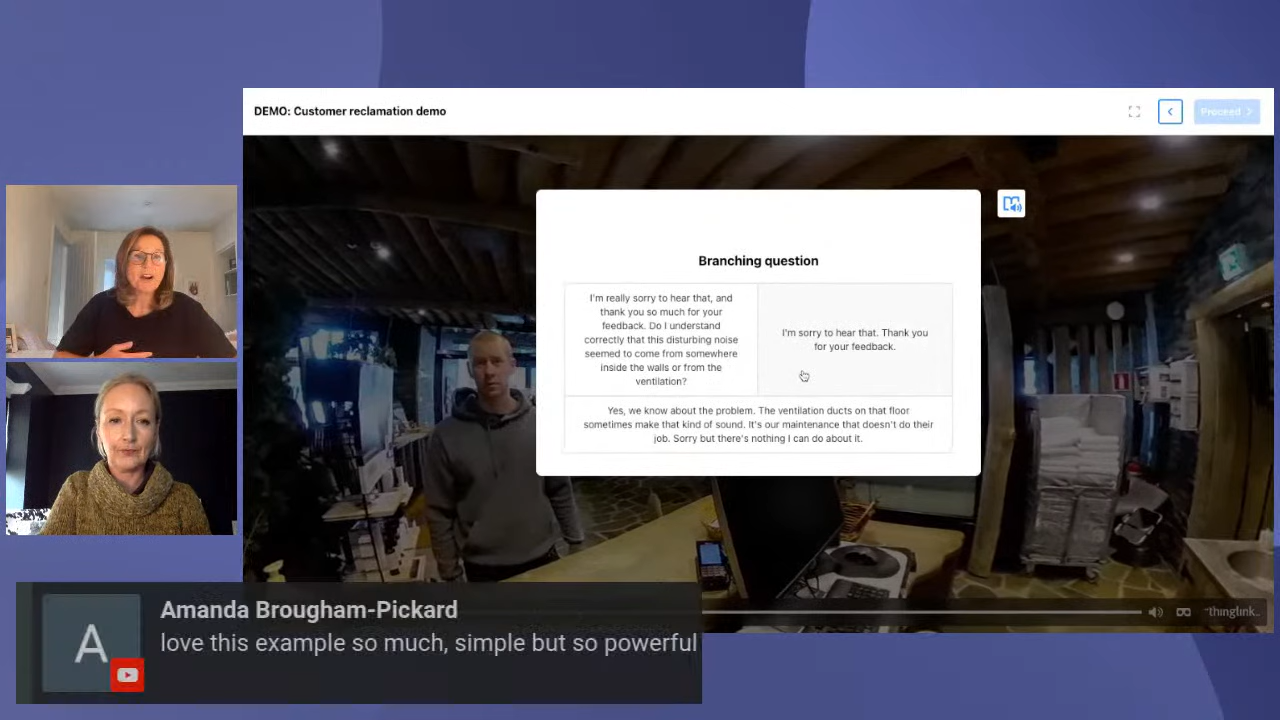 DEMO: Customer reclamation demo
Proceed
Branching question
I'm really sorry to hear that, and
thank you so much for your
feedback. Do I understand
correctly that this disturbing noise
seemed to come from somewhere
inside the walls or from the
ventilation?
I'm sorry to hear that. Thank you
for your feedback.
Yes, we know about the problem. The ventilation ducts on that floor
sometimes make that kind of sound. It's our maintenance that doesn't do their
job. Sorry but there's nothing I can do about it.
thinglink..
A
Amanda Brougham-Pickard
love this example so much, simple but so powerful